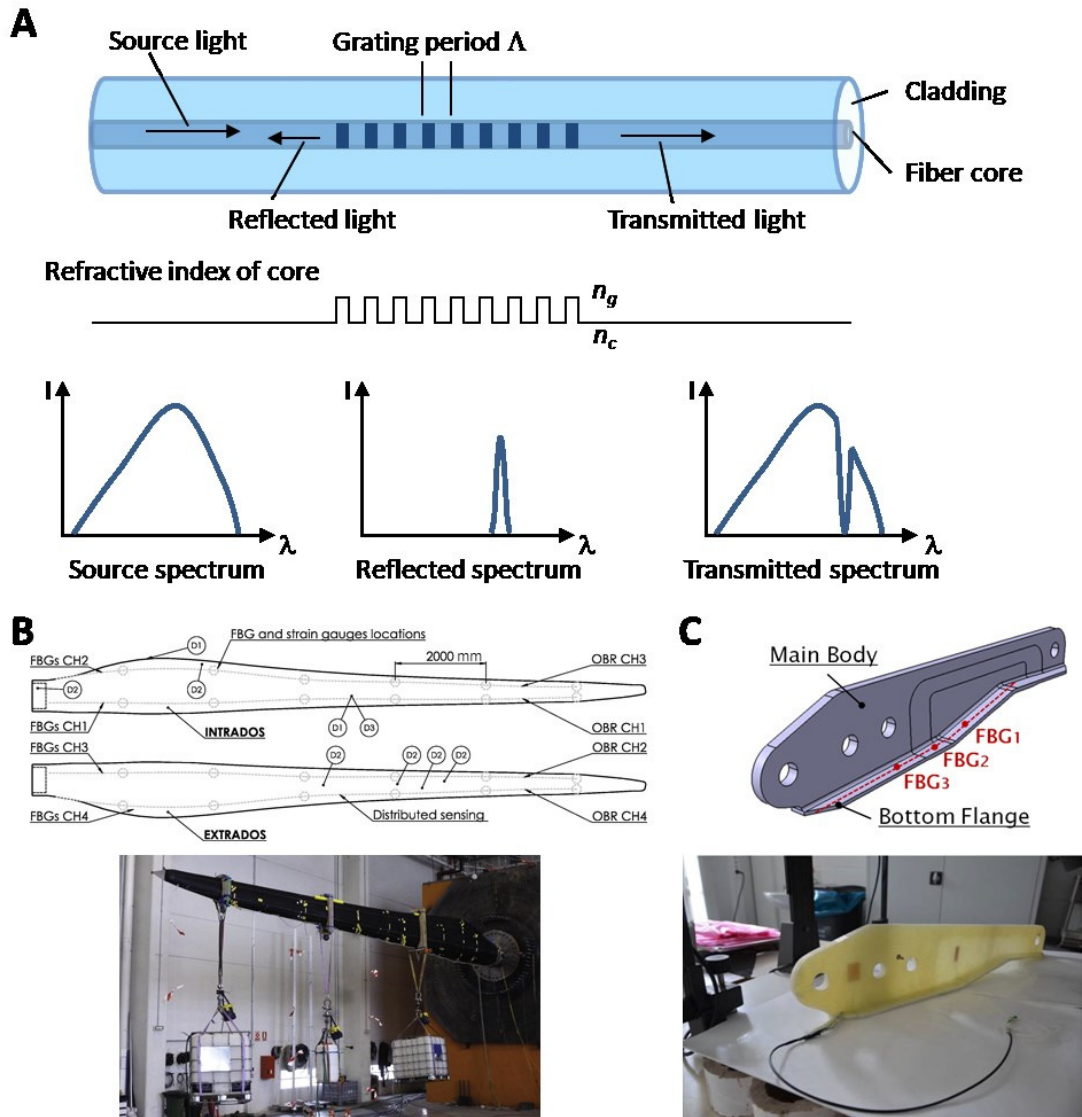 A
Source light
Grating period Λ
Cladding
Fiber core
Reflected light
Transmitted light
Refractive index of core
n_g
n_c
I
λ
Source spectrum
I
λ
Reflected spectrum
I
λ
Transmitted spectrum
B
FBGs CH2
D1
FBG and strain gauges locations
2000 mm
OBR CH3
D2
D2
FBGs CH1
INTRADOS
D1
D3
OBR CH1
FBGs CH3
D2
D2
D2
D2
OBR CH2
FBGs CH4
EXTRADOS
Distributed sensing
OBR CH4
C
Main Body
FBG1
FBG2
FBG3
Bottom Flange